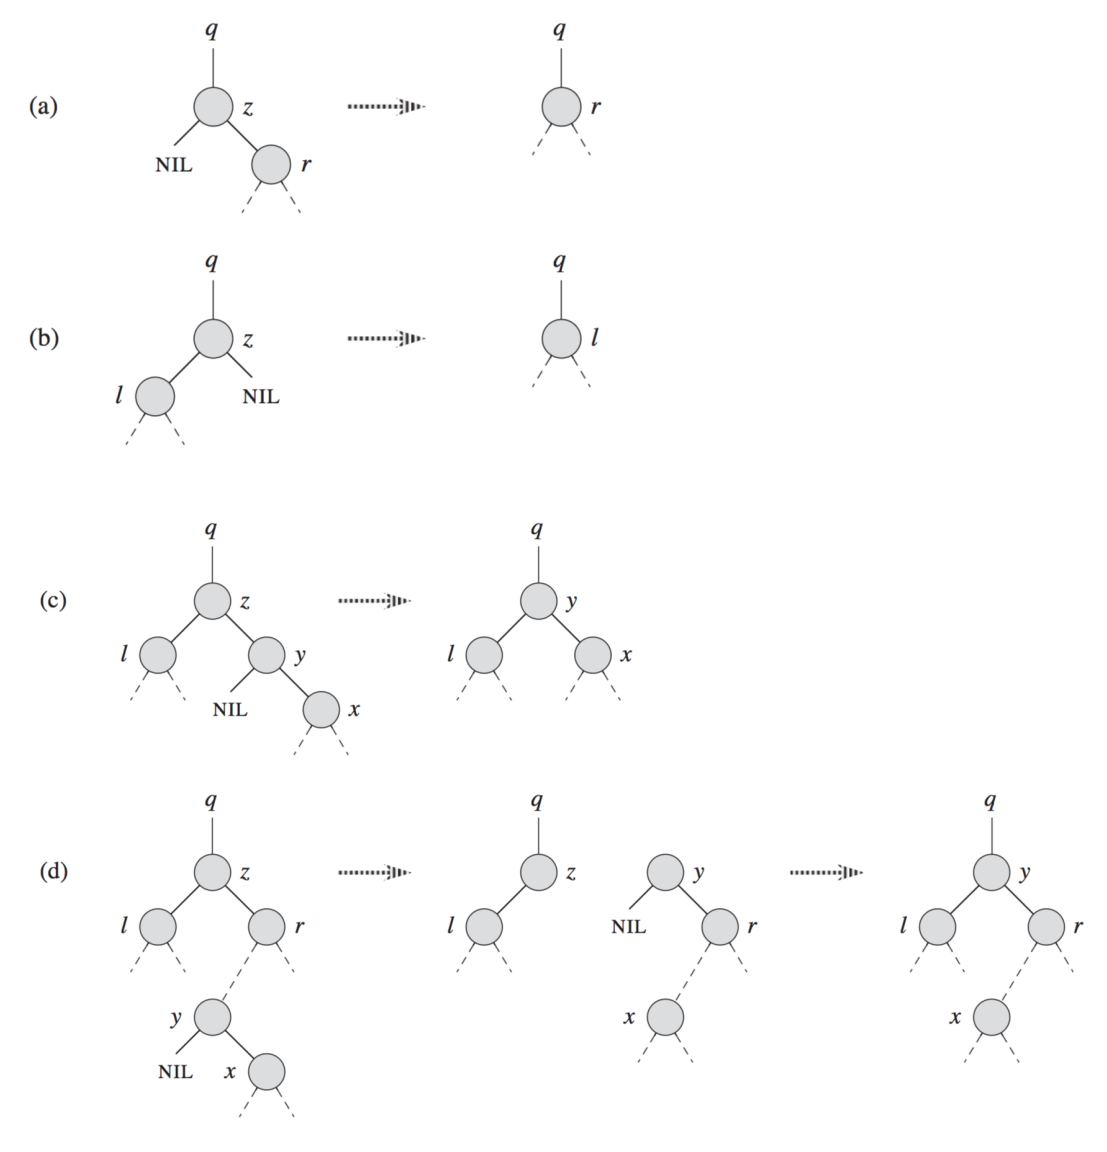 q q
(a) z r
NIL r
q q
(b) z l
l NIL
q q
(c) z y
l y l x
NIL x
q q q
(d) z z y y
l r l NIL r l r
y x x
NIL x